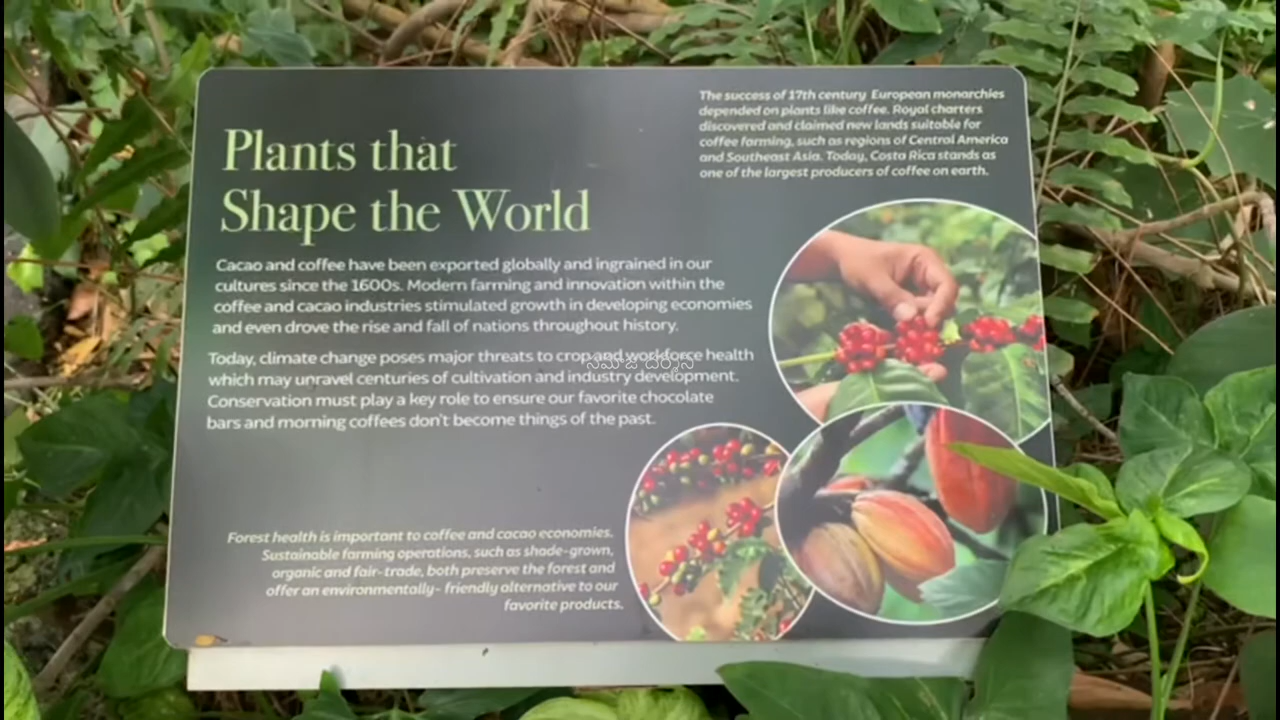 Plants that
Shape the World
Cacao and coffee have been exported globally and ingrained in our
cultures since the 1600s. Modern farming and innovation within the
coffee and cacao industries stimulated growth in developing economies
and even drove the rise and fall of nations throughout history.
Today, climate change poses major threats to crop and workforce health
which may unravel centuries of cultivation and industry development.
Conservation must play a key role to ensure our favorite chocolate
bars and morning coffees don't become things of the past.
The success of 17th century European monarchies
depended on plants like coffee. Royal charters
discovered and claimed new lands suitable for
coffee farming, such as regions of Central America
and Southeast Asia. Today, Costa Rica stands as
one of the largest producers of coffee on earth.
Forest health is important to coffee and cacao economies.
Sustainable farming operations, such as shade-grown,
organic and fair-trade, both preserve the forest and
offer an environmentally- friendly alternative to our
favorite products.
సమాజ దర్పణ్